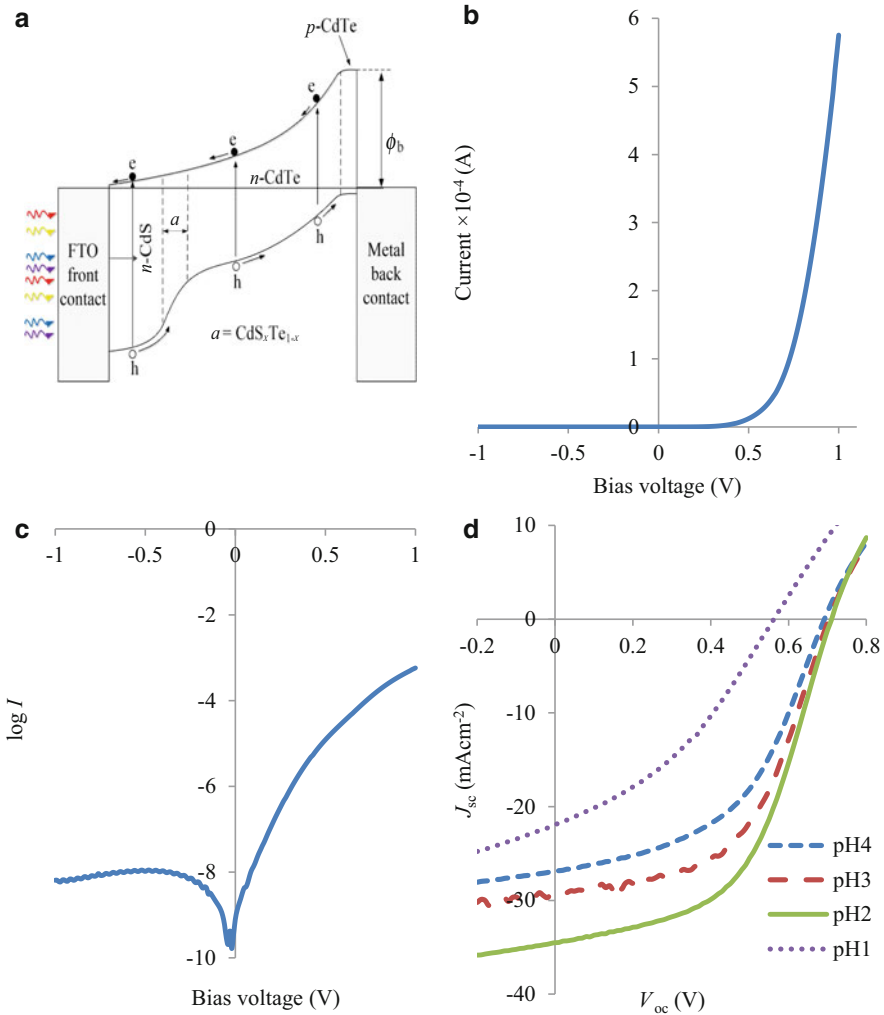 a
p-CdTe
e
e
e
ϕb
n-CdTe
n-CdS
a
h
h
h
FTO
front
contact
Metal
back
contact
a = CdSxTe1-x
b
6
5
4
3
2
1
0
-1
-0.5
0
0.5
1
Current ×10-4 (A)
Bias voltage (V)
c
0
-1
-0.5
0
0.5
1
-2
-4
-6
-8
-10
log I
Bias voltage (V)
d
10
0
-0.2
0
0.2
0.4
0.6
0.8
-10
-20
-30
-40
Jsc (mAcm-2)
pH4
pH3
pH2
pH1
Voc (V)